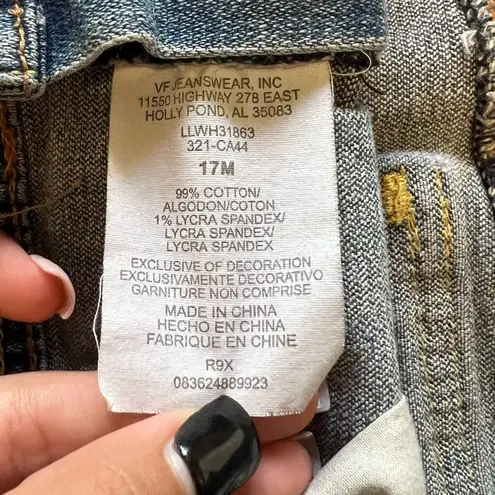 VF JEANSWEAR, INC
11550 HIGHWAY 278 EAST
HOLLY POND, AL 35083
LLWH31863
321-CA44
17M
99% COTTON/
ALGODON/COTON
1% LYCRA SPANDEX/
LYCRA SPANDEX/
LYCRA SPANDEX
EXCLUSIVE OF DECORATION
EXCLUSIVAMENTE DECORATIVO
GARNITURE NON COMPRISE
MADE IN CHINA
HECHO EN CHINA
FABRIQUE EN CHINE
R9X
083624889923